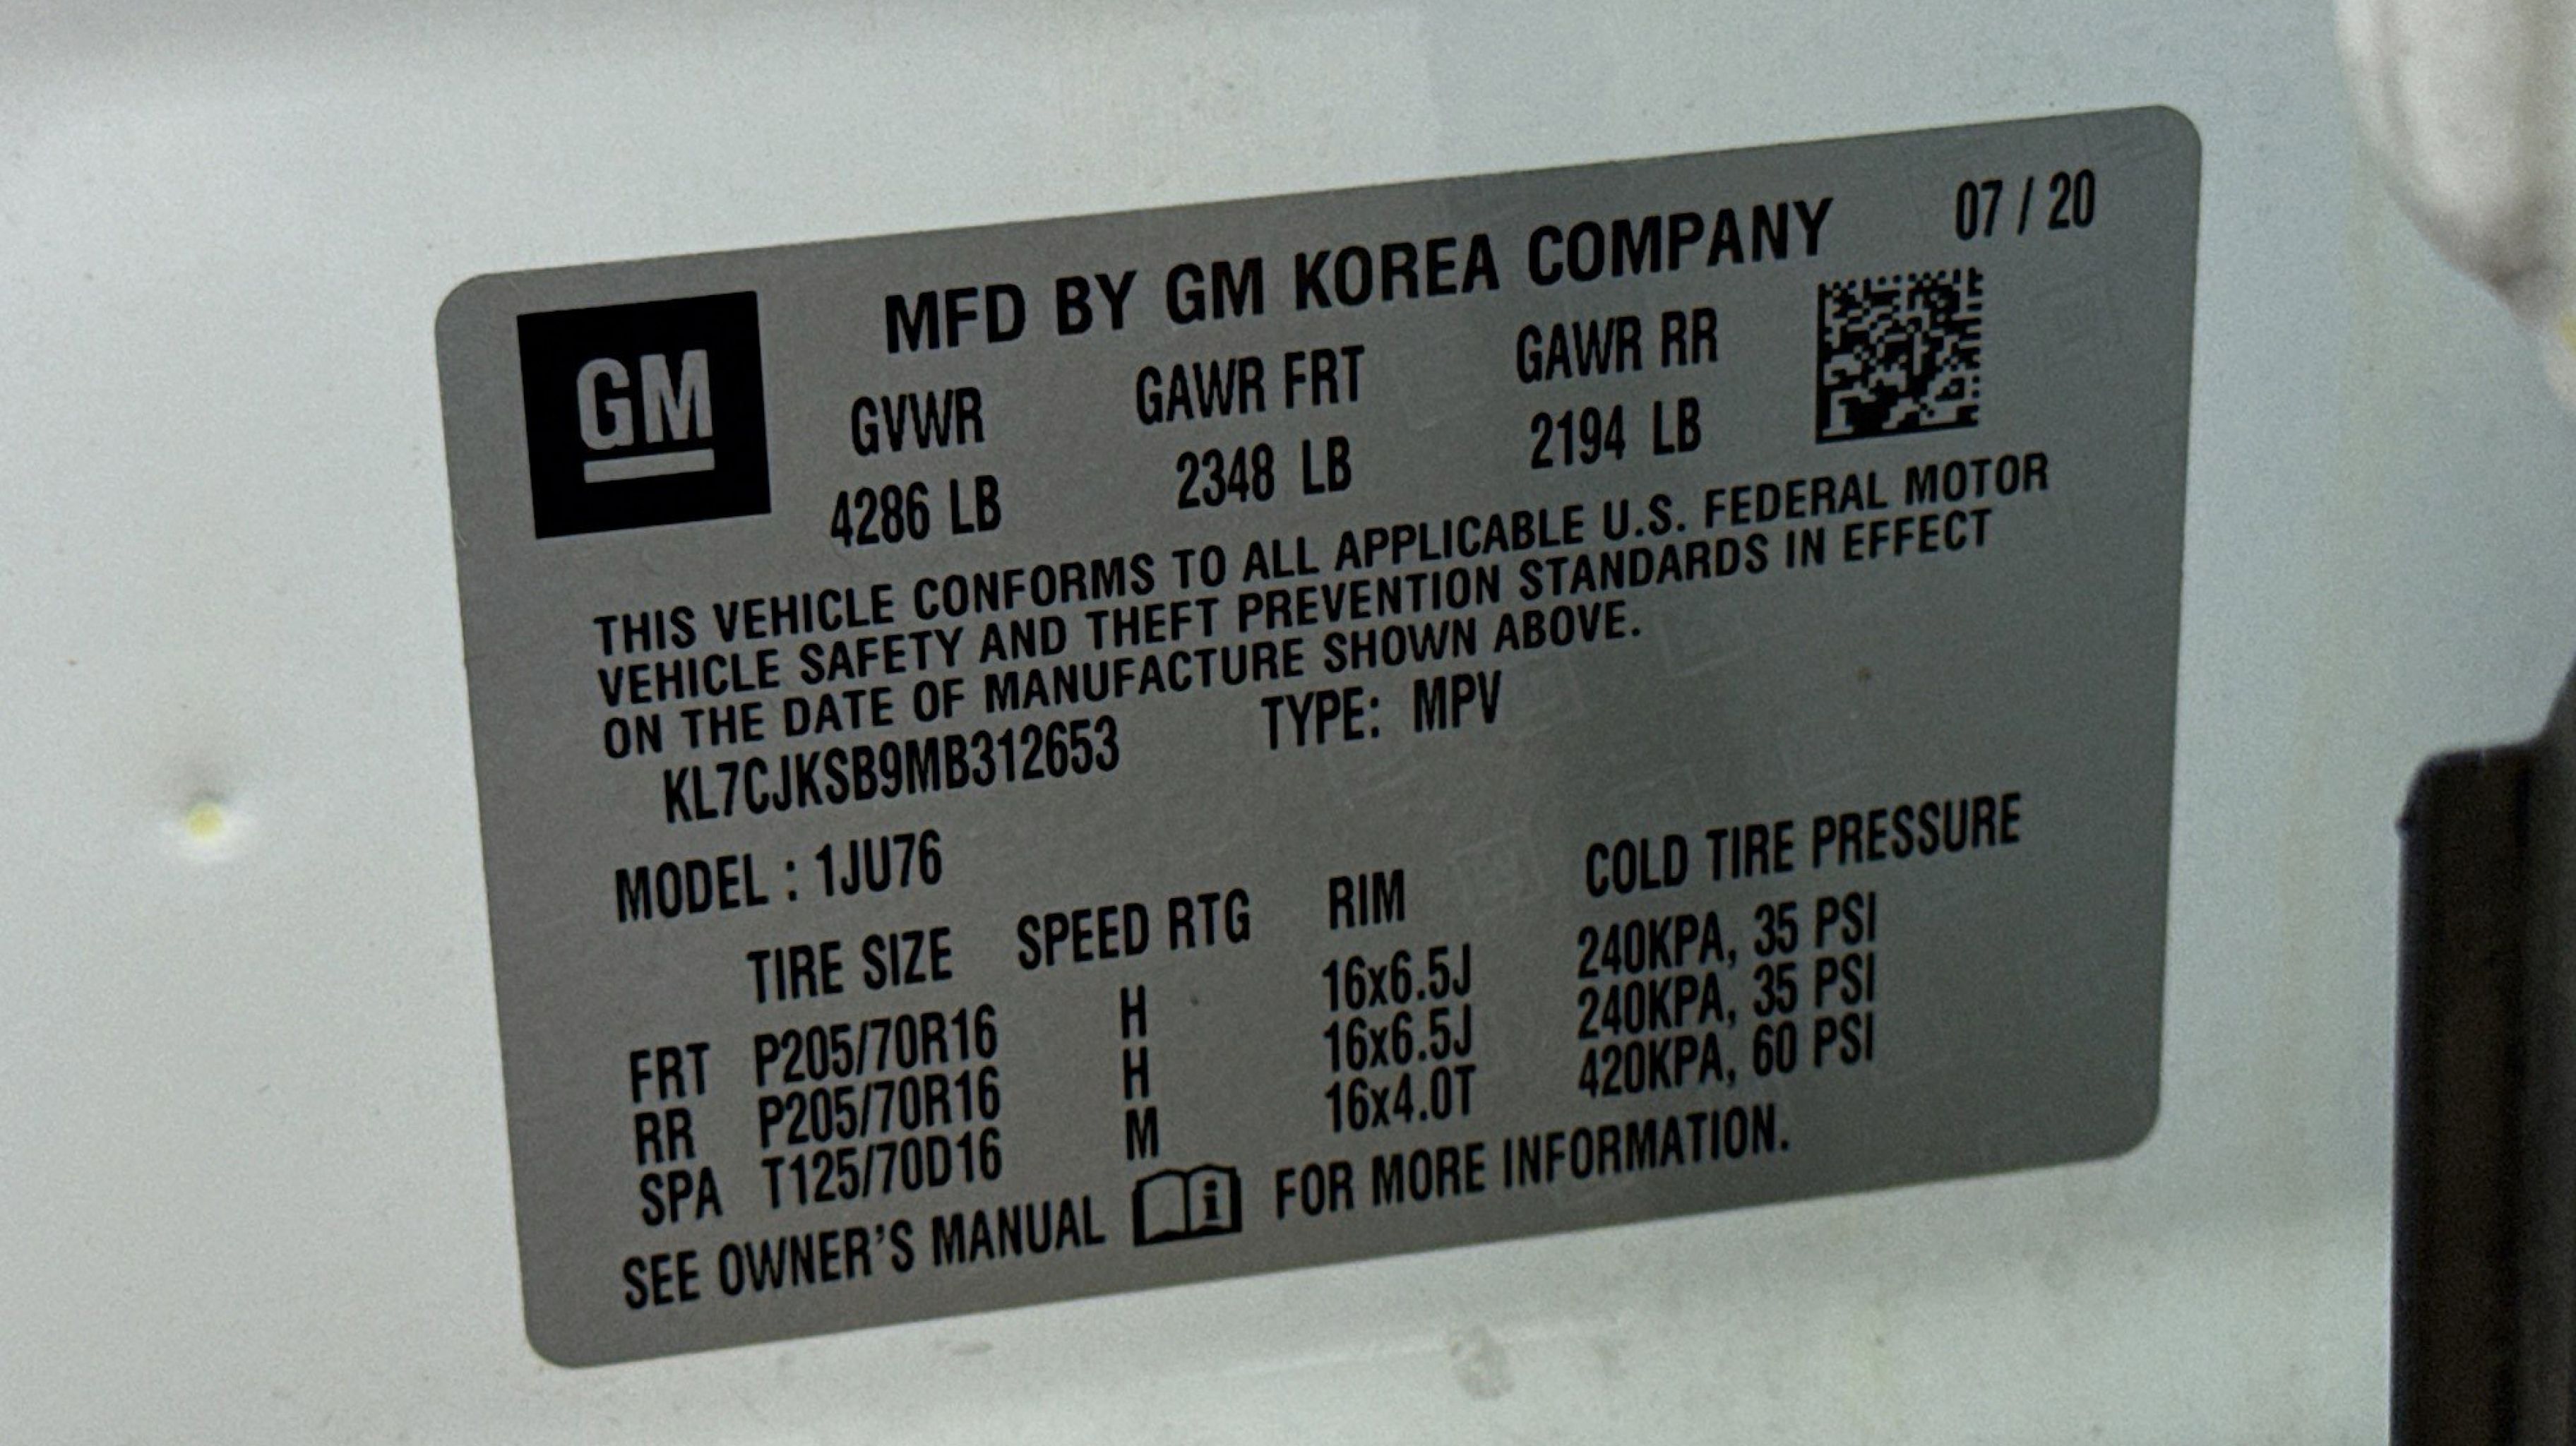 MFD BY GM KOREA COMPANY 07 / 20
GM
GVWR GAWR FRT GAWR RR
4286 LB 2348 LB 2194 LB
THIS VEHICLE CONFORMS TO ALL APPLICABLE U.S. FEDERAL MOTOR
VEHICLE SAFETY AND THEFT PREVENTION STANDARDS IN EFFECT
ON THE DATE OF MANUFACTURE SHOWN ABOVE.
KL7CJKSB9MB312653 TYPE: MPV
MODEL : 1JU76
TIRE SIZE SPEED RTG RIM COLD TIRE PRESSURE
FRT P205/70R16 H 16x6.5J 240KPA, 35 PSI
RR P205/70R16 H 16x6.5J 240KPA, 35 PSI
SPA T125/70D16 M 16x4.0T 420KPA, 60 PSI
SEE OWNER'S MANUAL i FOR MORE INFORMATION.